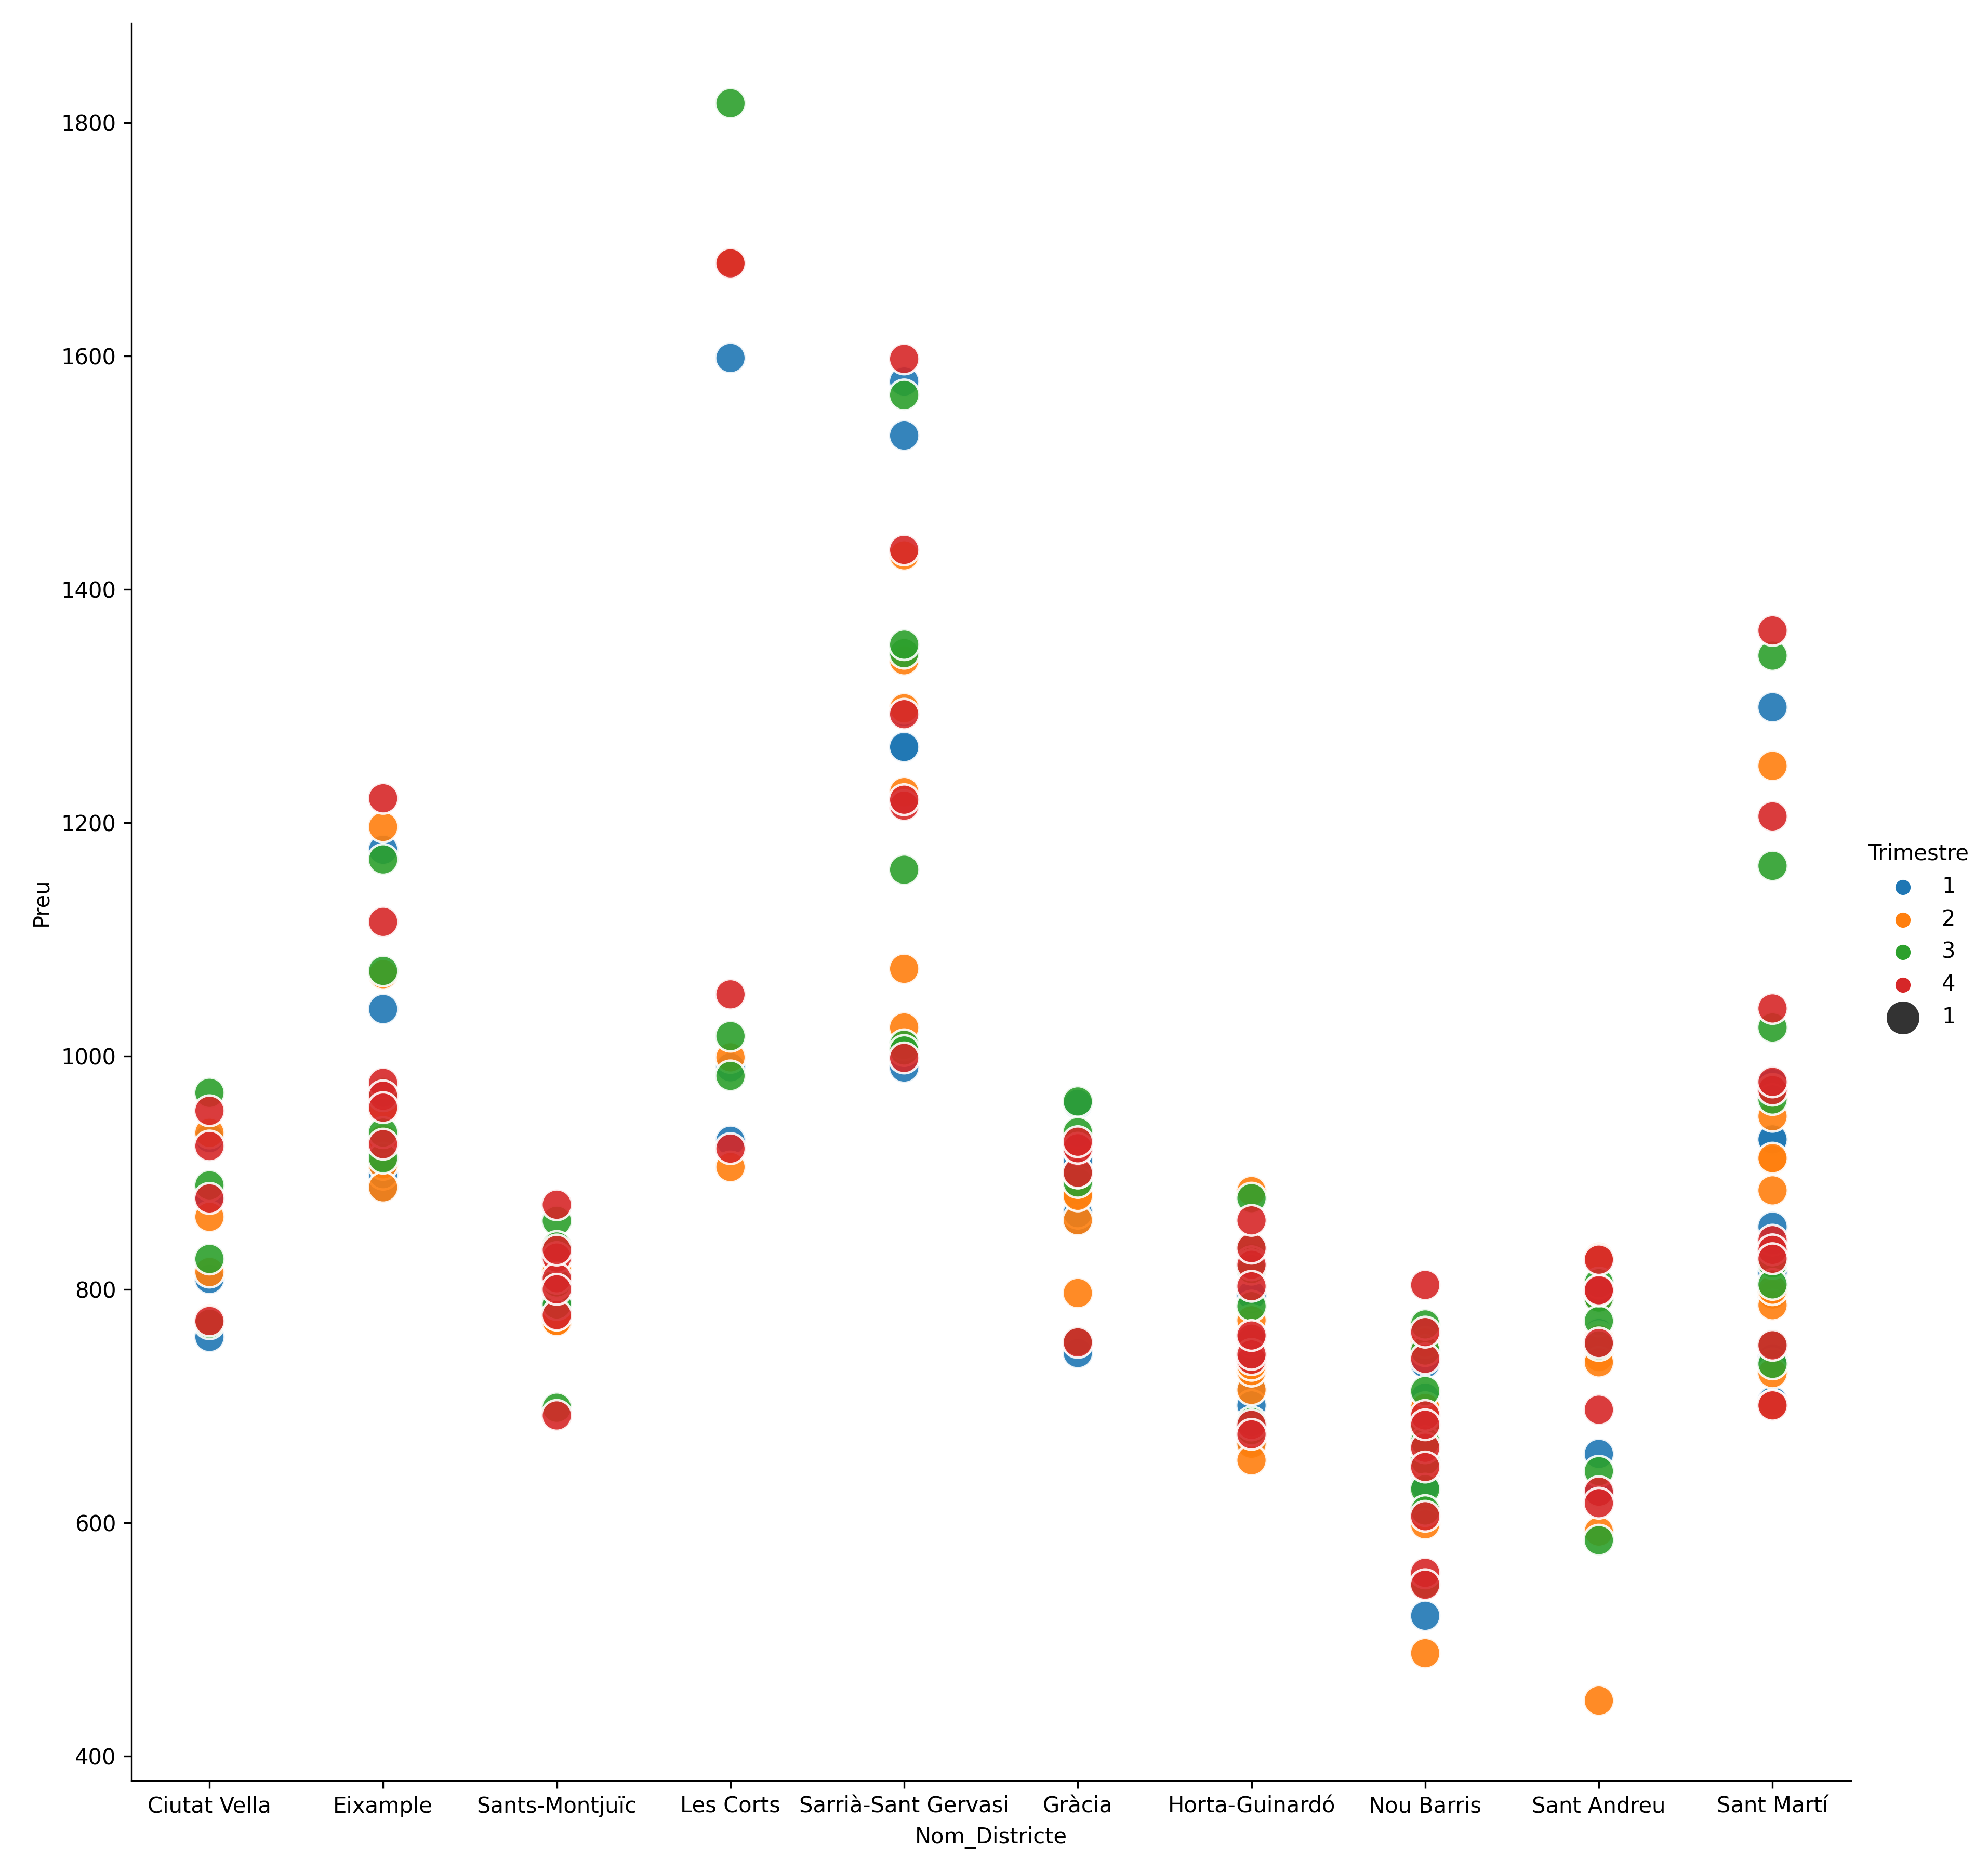 1800
1600
1400
1200
1000
800
600
400
Preu
Ciutat Vella
Eixample
Sants-Montjuïc
Les Corts
Sarrià-Sant Gervasi
Gràcia
Horta-Guinardó
Nou Barris
Sant Andreu
Sant Martí
Nom_Districte
Trimestre
1
2
3
4
1